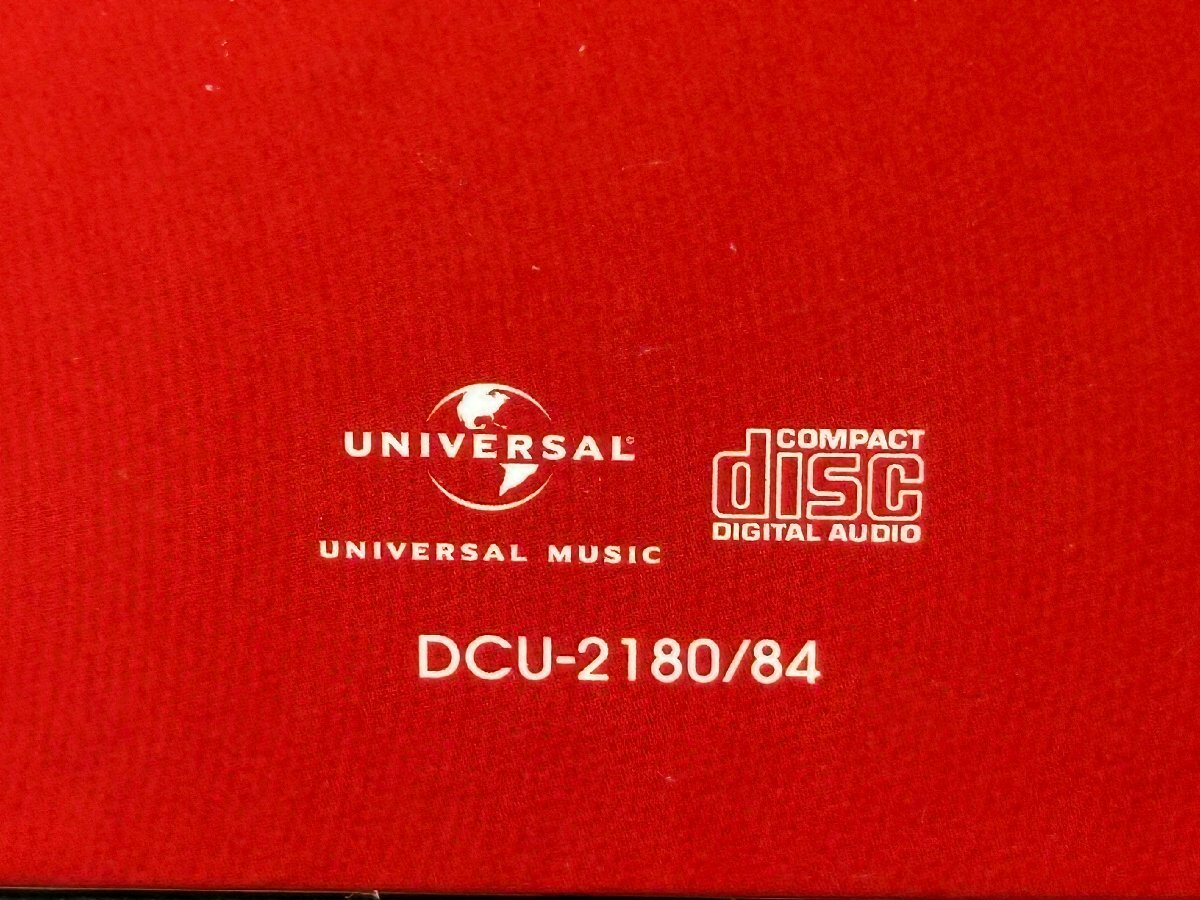 UNIVERSAL
UNIVERSAL MUSIC
COMPACT
disc
DIGITAL AUDIO
DCU-2180/84